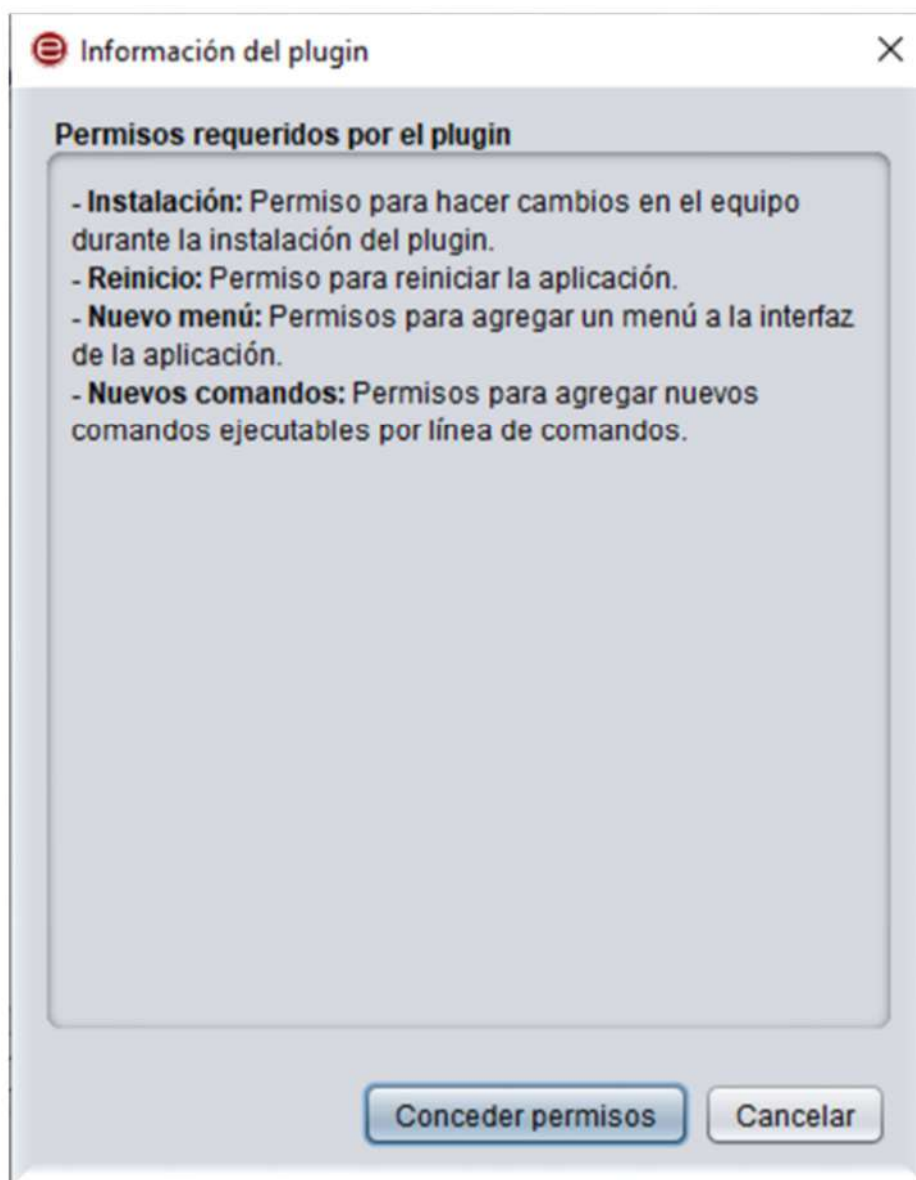 Información del plugin
Permisos requeridos por el plugin
- Instalación: Permiso para hacer cambios en el equipo
durante la instalación del plugin.
- Reinicio: Permiso para reiniciar la aplicación.
- Nuevo menú: Permisos para agregar un menú a la interfaz
de la aplicación.
- Nuevos comandos: Permisos para agregar nuevos
comandos ejecutables por línea de comandos.
Conceder permisos
Cancelar